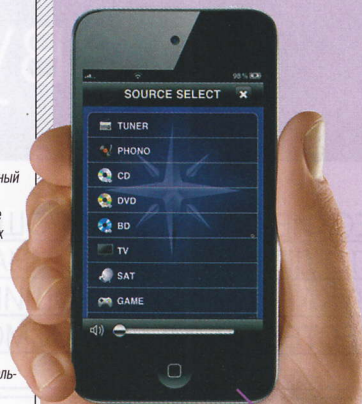 98%
SOURCE SELECT
TUNER
PHONO
CD
DVD
BD
TV
SAT
GAME
ный
е
х
ль-